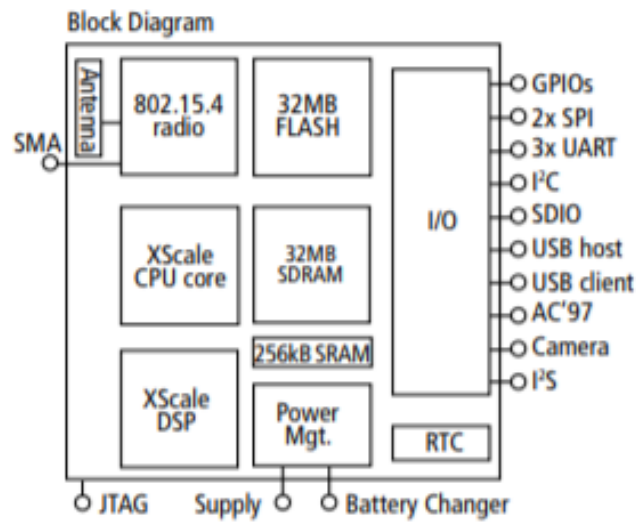 Block Diagram
Antenna
802.15.4
radio
32MB
FLASH
SMA
XScale
CPU core
32MB
SDRAM
256kB SRAM
XScale
DSP
Power
Mgt.
I/O
RTC
GPIOs
2x SPI
3x UART
I²C
SDIO
USB host
USB client
AC'97
Camera
I²S
JTAG
Supply
Battery Changer